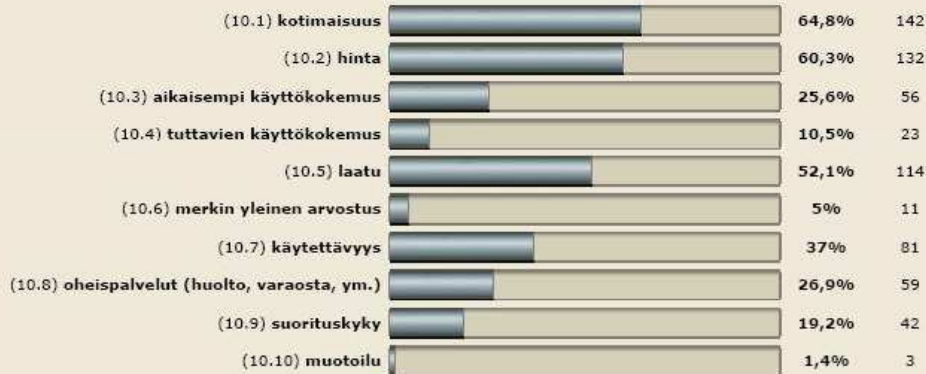 (10.1) kotimaisuus 64,8% 142
(10.2) hinta 60,3% 132
(10.3) aikaisempi käyttökokemus 25,6% 56
(10.4) tuttavien käyttökokemus 10,5% 23
(10.5) laatu 52,1% 114
(10.6) merkin yleinen arvostus 5% 11
(10.7) käytettävyys 37% 81
(10.8) oheispalvelut (huolto, varaosta, ym.) 26,9% 59
(10.9) suorituskyky 19,2% 42
(10.10) muotoilu 1,4% 3